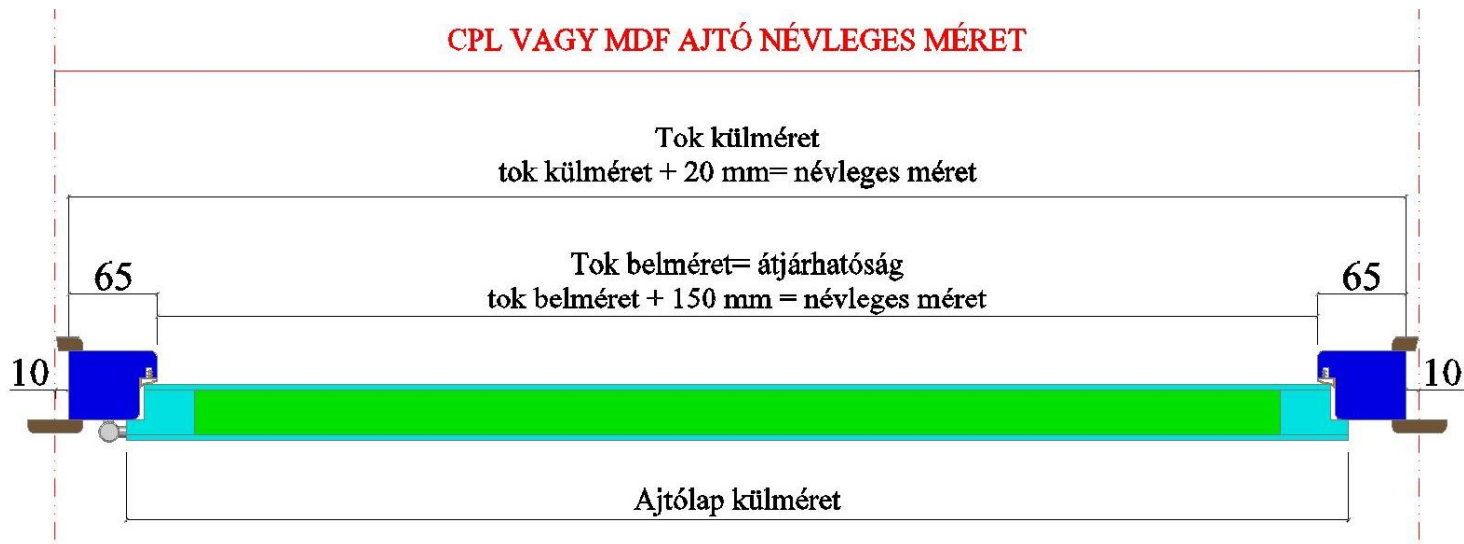 CPL VAGY MDF AJTÓ NÉVLEGES MÉRET
Tok külméret
tok külméret + 20 mm= névleges méret
65
Tok belméret= átjárhatóság
tok belméret + 150 mm = névleges méret
65
10
10
Ajtólap külméret